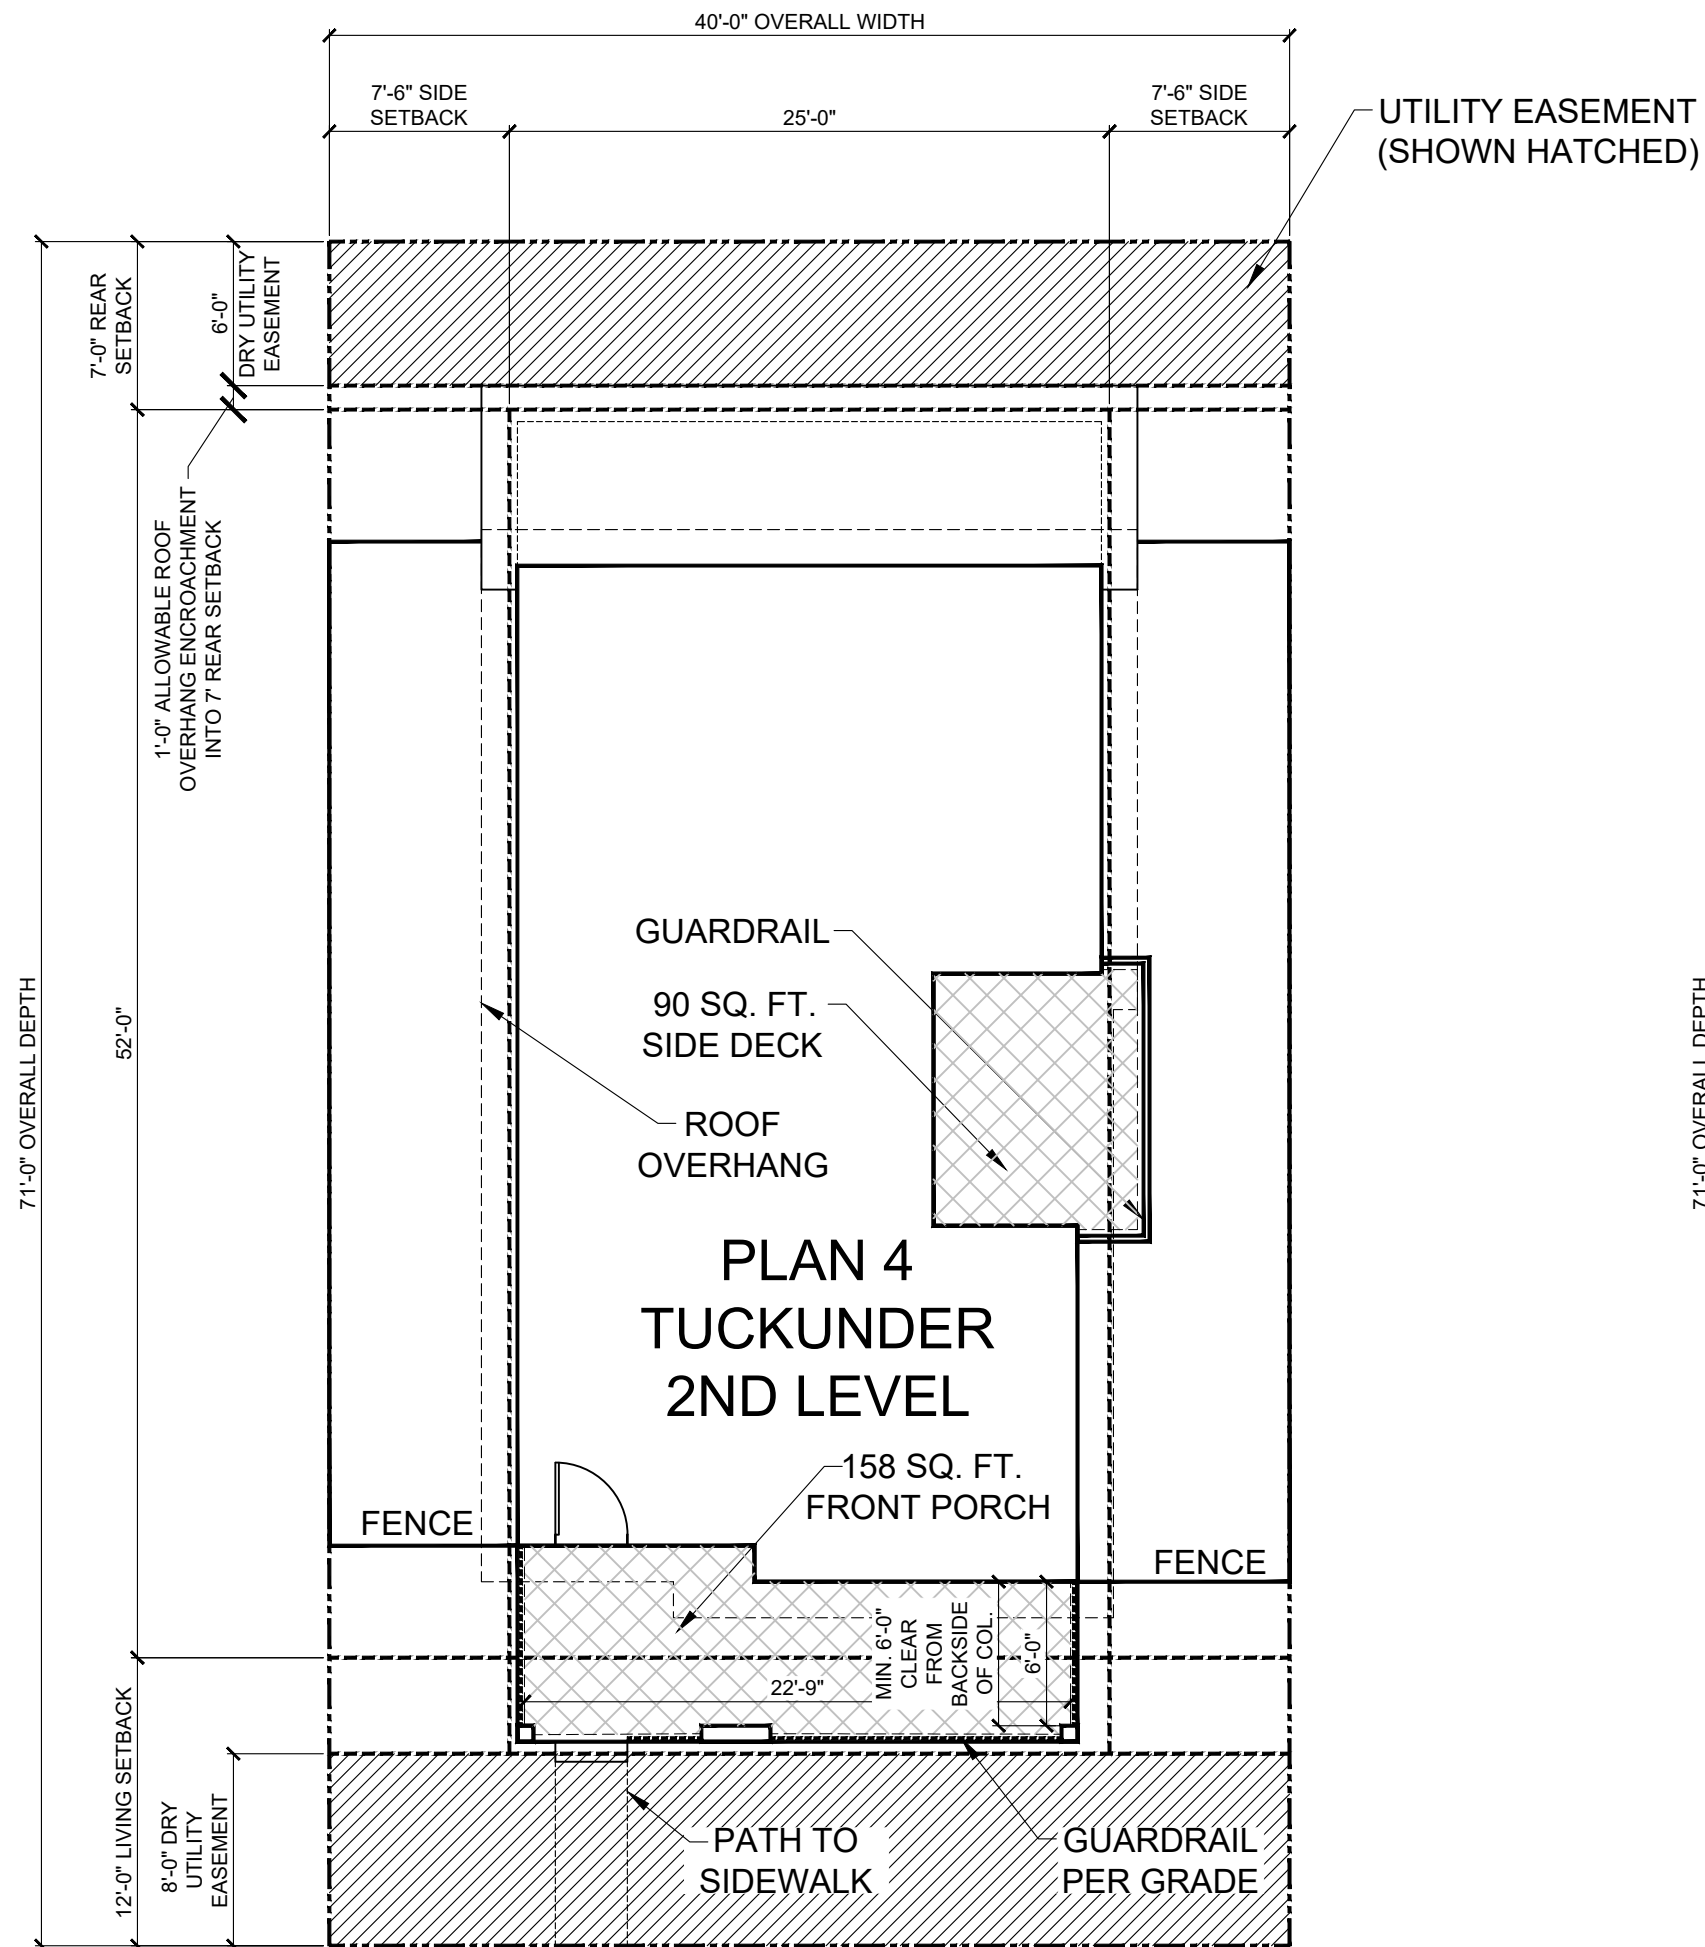 40'-0" OVERALL WIDTH
7'-6" SIDE
SETBACK
25'-0"
7'-6" SIDE
SETBACK
UTILITY EASEMENT
(SHOWN HATCHED)
7'-0" REAR
SETBACK
6'-0"
DRY UTILITY
EASEMENT
1'-0" ALLOWABLE ROOF
OVERHANG ENCROACHMENT
INTO 7' REAR SETBACK
71'-0" OVERALL DEPTH
52'-0"
GUARDRAIL
90 SQ. FT.
SIDE DECK
ROOF
OVERHANG
71'-0" OVERALL DEPTH
PLAN 4
TUCKUNDER
2ND LEVEL
158 SQ. FT.
FRONT PORCH
FENCE
FENCE
MIN. 6'-0"
CLEAR
FROM
BACKSIDE
OF COL.
6'-0"
22'-9"
12'-0" LIVING SETBACK
8'-0" DRY
UTILITY
EASEMENT
PATH TO
SIDEWALK
GUARDRAIL
PER GRADE